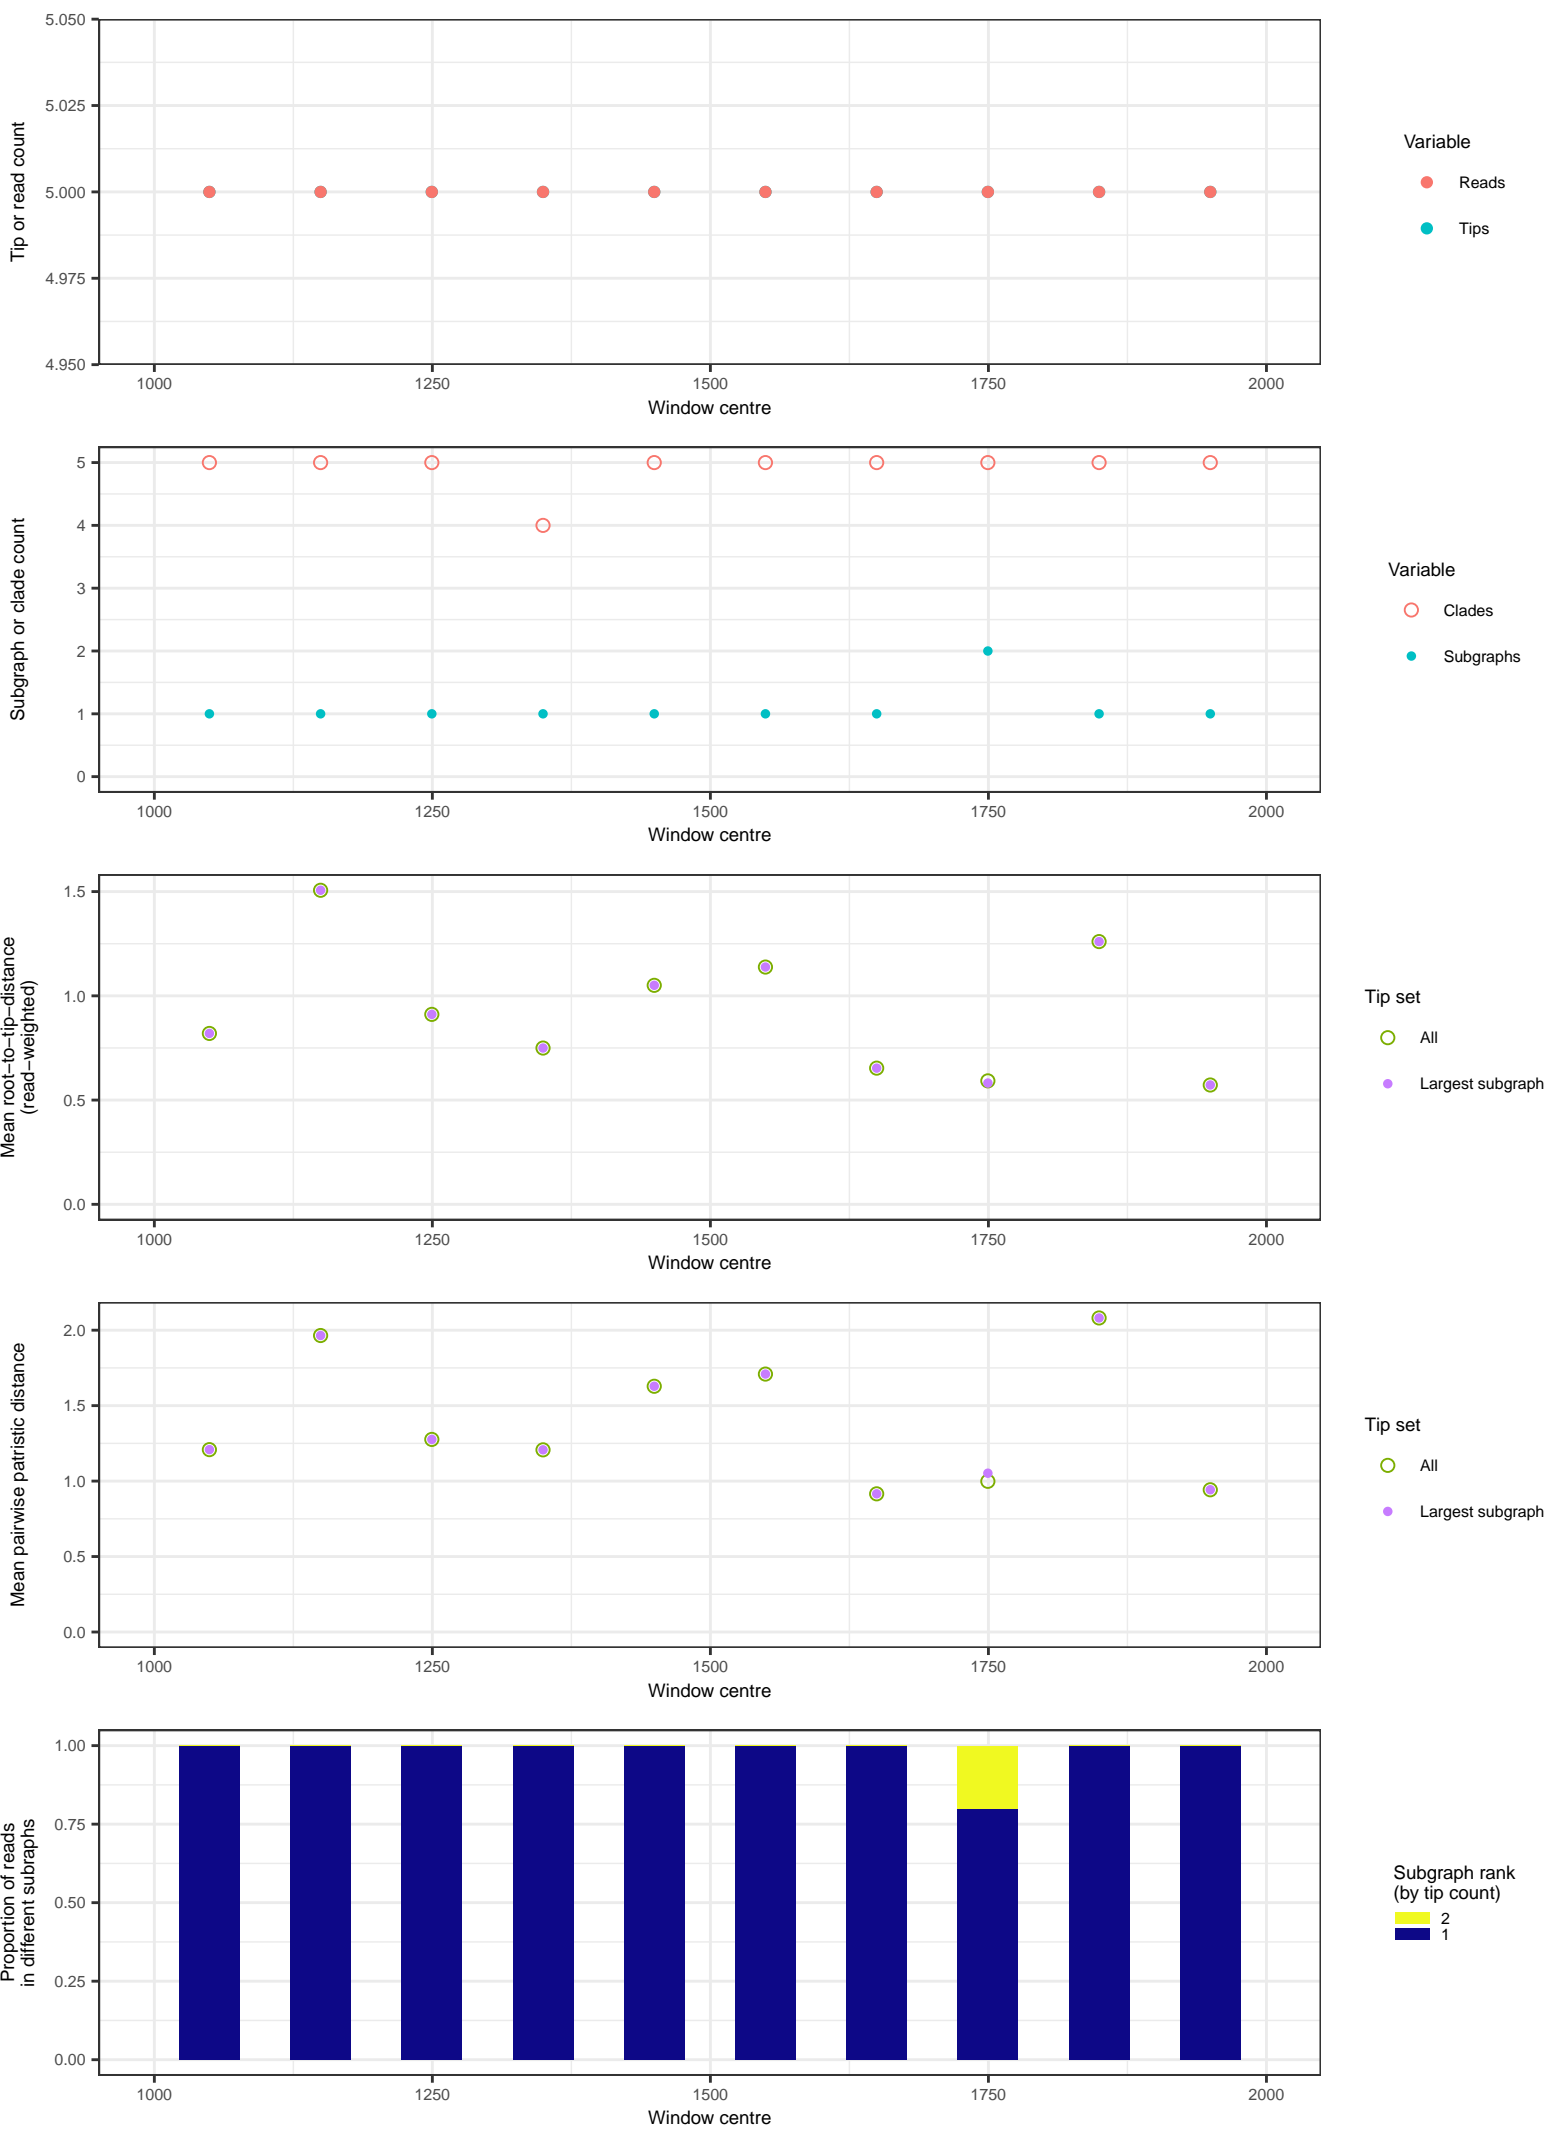 5.050
5.025
5.000
4.975
4.950
Tip or read count
1000 1250 1500 1750 2000
Window centre
Variable
Reads
Tips
5
4
3
2
1
0
Subgraph or clade count
1000 1250 1500 1750 2000
Window centre
Variable
Clades
Subgraphs
1.5
1.0
0.5
0.0
Mean root−to−tip−distance
(read−weighted)
1000 1250 1500 1750 2000
Window centre
Tip set
All
Largest subgraph
2.0
1.5
1.0
0.5
0.0
Mean pairwise patristic distance
1000 1250 1500 1750 2000
Window centre
Tip set
All
Largest subgraph
1.00
0.75
0.50
0.25
0.00
Proportion of reads
in different subraphs
1000 1250 1500 1750 2000
Window centre
Subgraph rank
(by tip count)
2
1